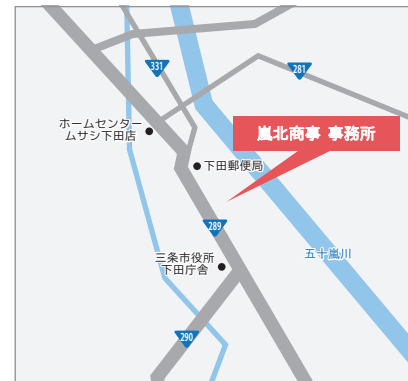 331
281
ホームセンター
ムサシ下田店
嵐北商事 事務所
下田郵便局
289
三条市役所
下田庁舎
五十嵐川
290